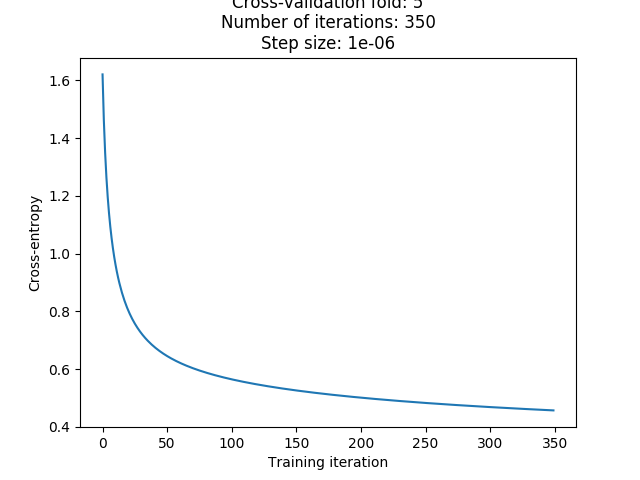 Cross-validation fold: 5
Number of iterations: 350
Step size: 1e-06
1.6
1.4
1.2
1.0
0.8
0.6
0.4
Cross-entropy
0 50 100 150 200 250 300 350
Training iteration